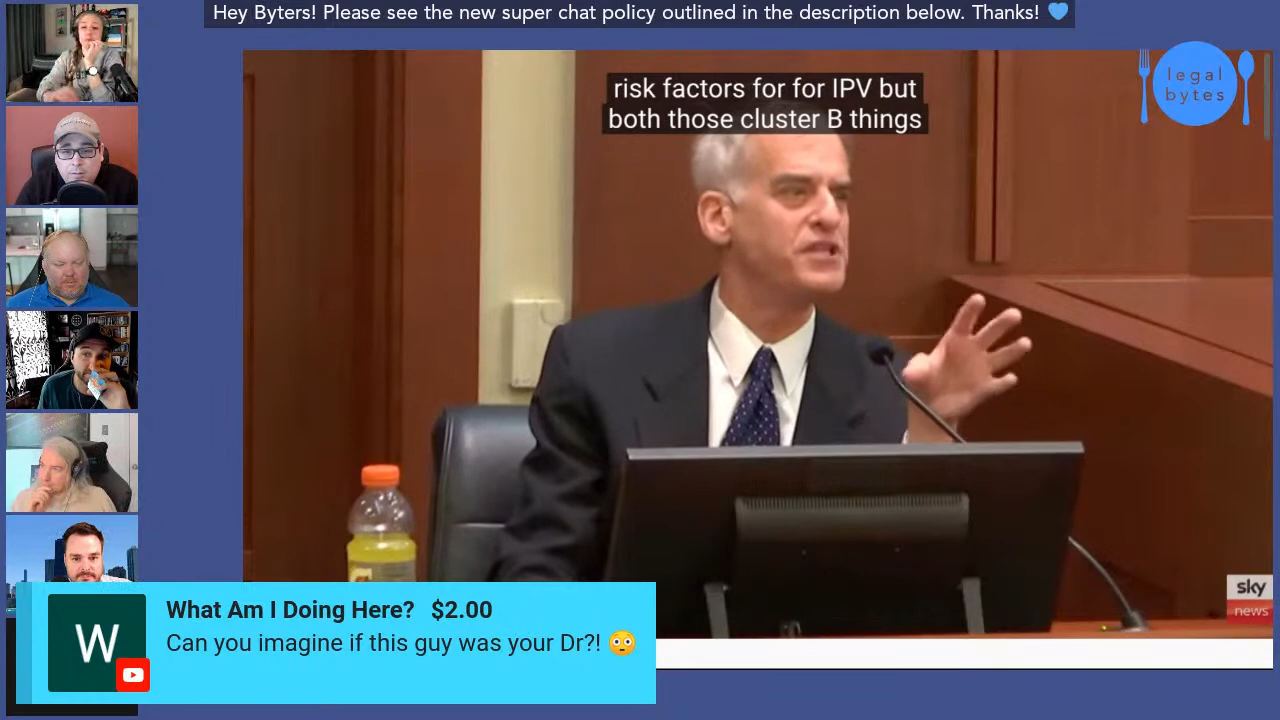 Hey Byters! Please see the new super chat policy outlined in the description below. Thanks! 💙
legal
bytes
risk factors for for IPV but
both those cluster B things
sky
news
What Am I Doing Here? $2.00
W
Can you imagine if this guy was your Dr?! 😳